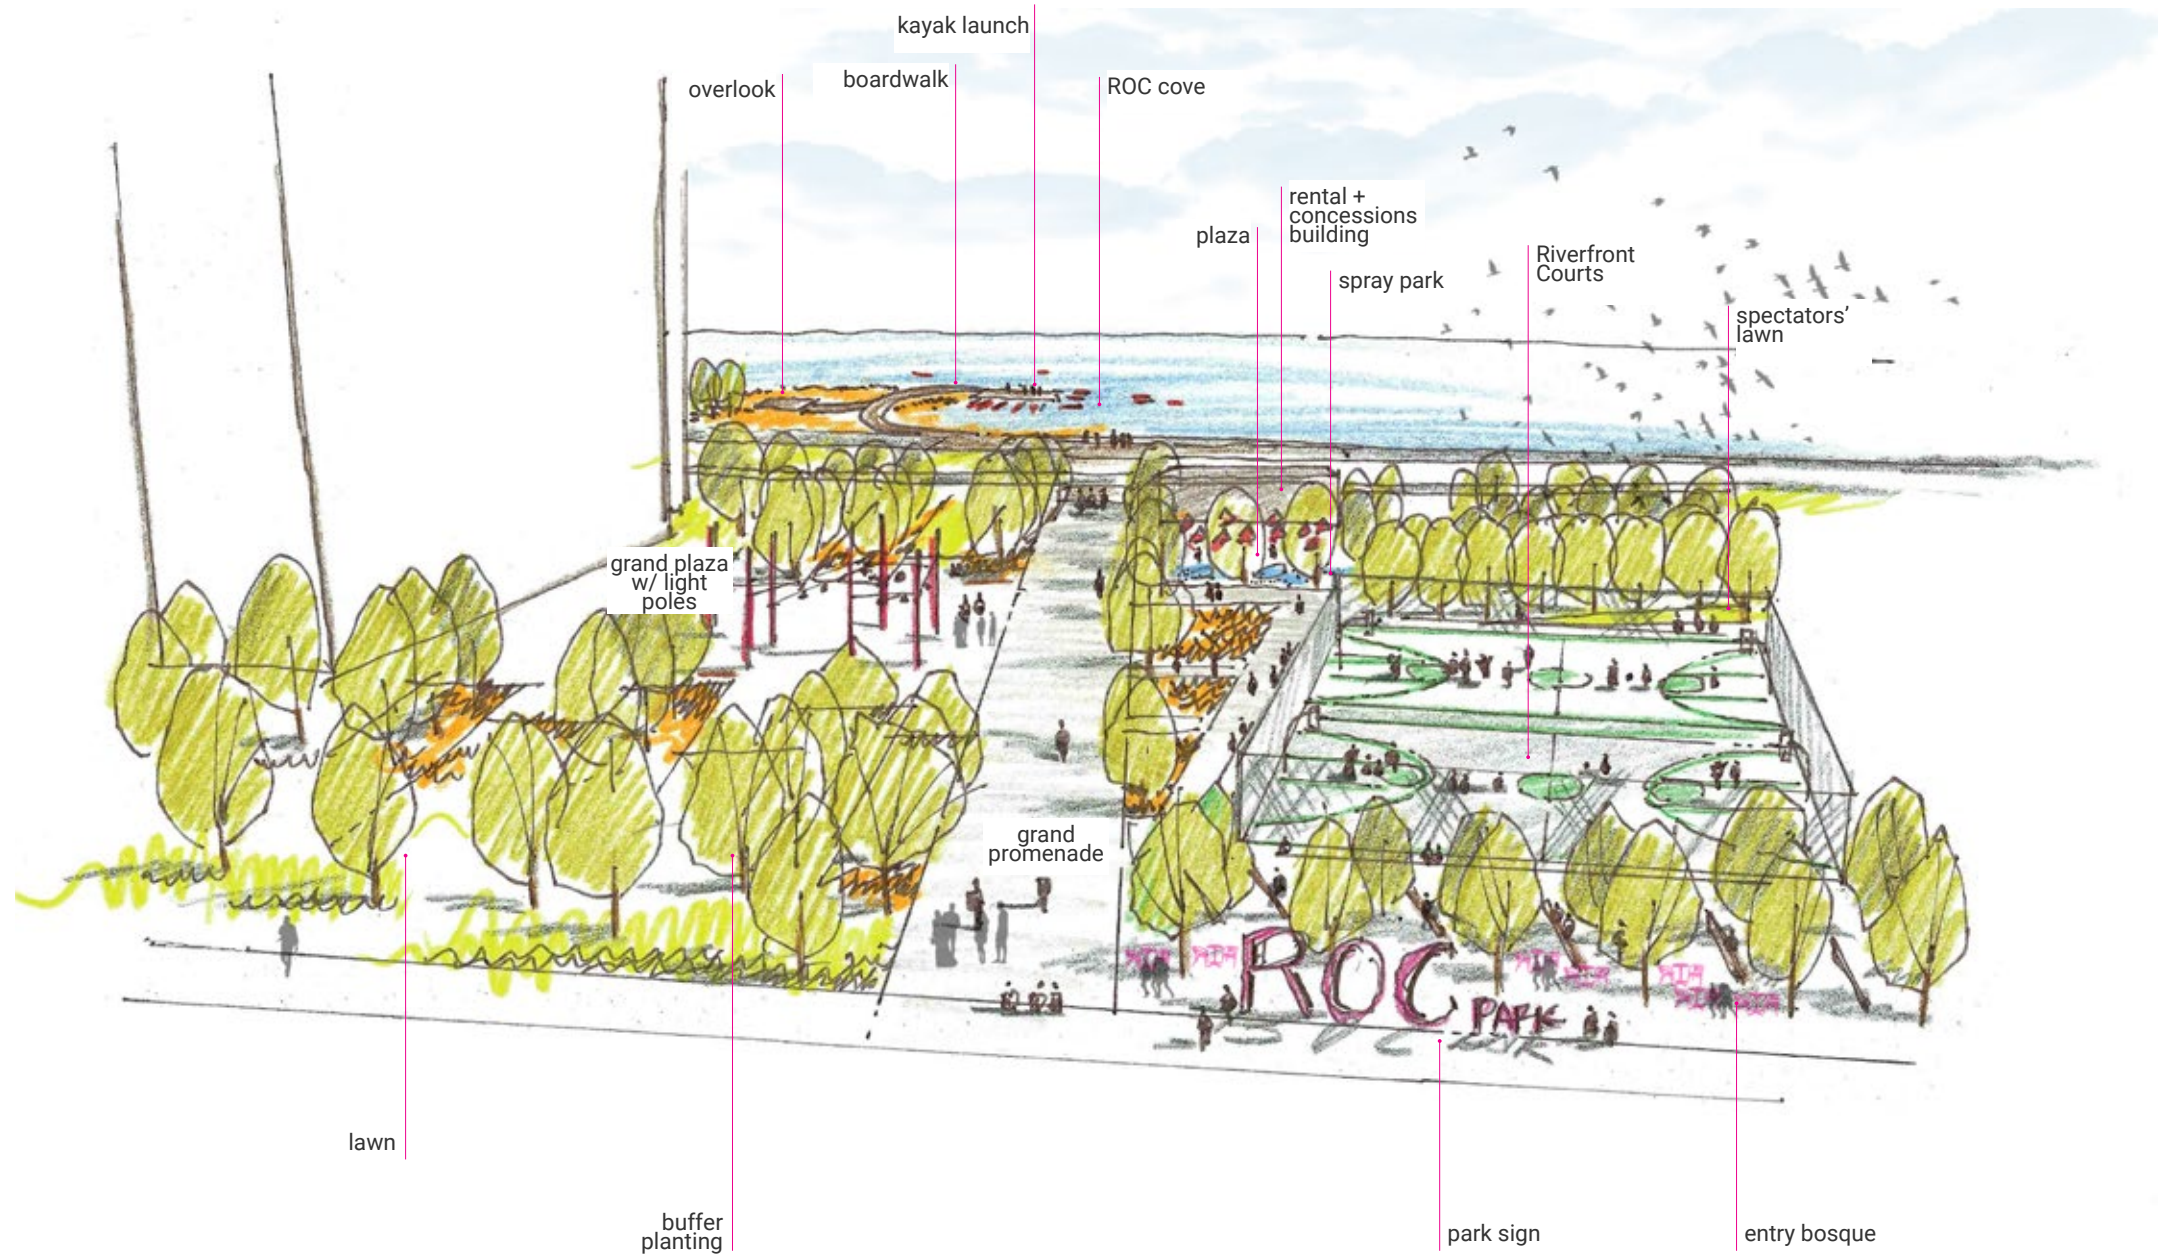 kayak launch
boardwalk
overlook
ROC cove
rental +
concessions
building
plaza
Riverfront
Courts
spray park
spectators’
lawn
grand plaza
w/ light
poles
grand
promenade
ROC
PARK
lawn
buffer
planting
park sign
entry bosque